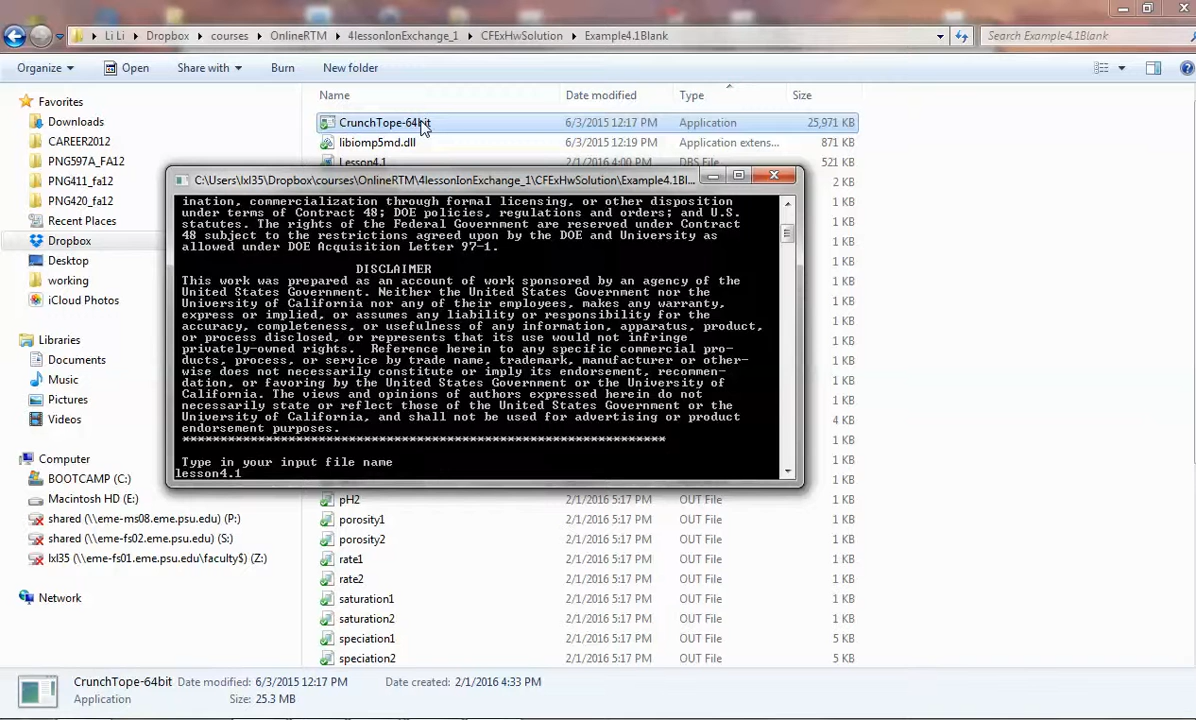 Li Li ▸ Dropbox ▸ courses ▸ OnlineRTM ▸ 4lessonIonExchange_1 ▸ CFExHwSolution ▸ Example4.1Blank
Search Example4.1Blank
Organize Open Share with Burn New folder
Name Date modified Type Size
Favorites
Downloads
CAREER2012
PNG597A_FA12
PNG411_fa12
PNG420_fa12
Recent Places
Dropbox
Desktop
working
iCloud Photos
Libraries
Documents
Music
Pictures
Videos
Computer
BOOTCAMP (C:)
Macintosh HD (E:)
shared (\\eme-ms08.eme.psu.edu) (P:)
shared (\\eme-fs02.eme.psu.edu) (S:)
lxl35 (\\eme-fs01.eme.psu.edu\faculty$) (Z:)
Network
CrunchTope-64bit 6/3/2015 12:17 PM Application 25,971 KB
libiomp5md.dll 6/3/2015 12:19 PM Application extens... 871 KB
Lesson4.1 2/1/2016 4:00 PM DBS File 521 KB
2 KB
1 KB
1 KB
1 KB
1 KB
1 KB
1 KB
1 KB
1 KB
1 KB
1 KB
1 KB
4 KB
1 KB
1 KB
1 KB
C:\Users\lxl35\Dropbox\courses\OnlineRTM\4lessonIonExchange_1\CFExHwSolution\Example4.1Bl...
ination, commercialization through formal licensing, or other disposition
under terms of Contract 48; DOE policies, regulations and orders; and U.S.
statutes. The rights of the Federal Government are reserved under Contract
48 subject to the restrictions agreed upon by the DOE and University as
allowed under DOE Acquisition Letter 97-1.
DISCLAIMER
This work was prepared as an account of work sponsored by an agency of the
United States Government. Neither the United States Government nor the
University of California nor any of their employees, makes any warranty,
express or implied, or assumes any liability or responsibility for the
accuracy, completeness, or usefulness of any information, apparatus, product,
or process disclosed, or represents that its use would not infringe
privately-owned rights. Reference herein to any specific commercial pro-
ducts, process, or service by trade name, trademark, manufacturer or other-
wise does not necessarily constitute or imply its endorsement, recommen-
dation, or favoring by the United States Government or the University of
California. The views and opinions of authors expressed herein do not
necessarily state or reflect those of the United States Government or the
University of California, and shall not be used for advertising or product
endorsement purposes.
Type in your input file name
lesson4.1
pH2 2/1/2016 5:17 PM OUT File 1 KB
porosity1 2/1/2016 5:17 PM OUT File 1 KB
porosity2 2/1/2016 5:17 PM OUT File 1 KB
rate1 2/1/2016 5:17 PM OUT File 1 KB
rate2 2/1/2016 5:17 PM OUT File 1 KB
saturation1 2/1/2016 5:17 PM OUT File 1 KB
saturation2 2/1/2016 5:17 PM OUT File 1 KB
speciation1 2/1/2016 5:17 PM OUT File 5 KB
speciation2 2/1/2016 5:17 PM OUT File 5 KB
CrunchTope-64bit Date modified: 6/3/2015 12:17 PM Date created: 2/1/2016 4:33 PM
Application Size: 25.3 MB